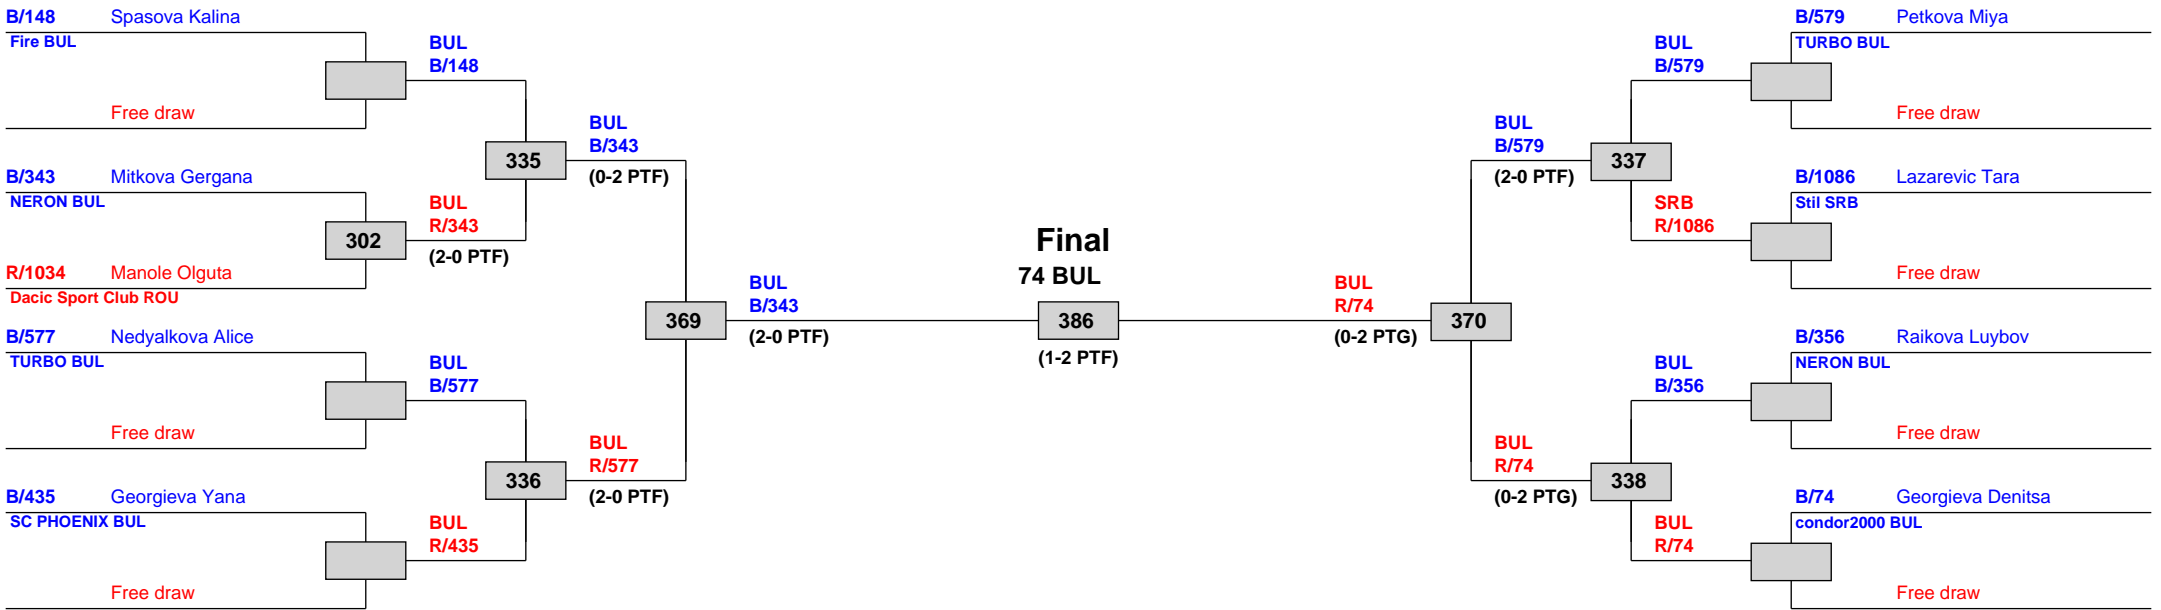 B/148 Spasova Kalina
Fire BUL
Free draw
BUL
B/148
B/343 Mitkova Gergana
NERON BUL
302
R/1034 Manole Olguta
Dacic Sport Club ROU
BUL
R/343
(2-0 PTF)
335
BUL
B/343
(0-2 PTF)
B/577 Nedyalkova Alice
TURBO BUL
Free draw
BUL
B/577
B/435 Georgieva Yana
SC PHOENIX BUL
Free draw
BUL
R/435
336
BUL
R/577
(2-0 PTF)
369
BUL
B/343
(2-0 PTF)
Final
74 BUL
386
(1-2 PTF)
BUL
R/74
(0-2 PTG)
370
BUL
B/579
(2-0 PTF)
337
BUL
B/579
B/579 Petkova Miya
TURBO BUL
Free draw
SRB
R/1086
B/1086 Lazarevic Tara
Stil SRB
Free draw
BUL
R/74
(0-2 PTG)
338
BUL
B/356
B/356 Raikova Luybov
NERON BUL
Free draw
BUL
R/74
B/74 Georgieva Denitsa
condor2000 BUL
Free draw